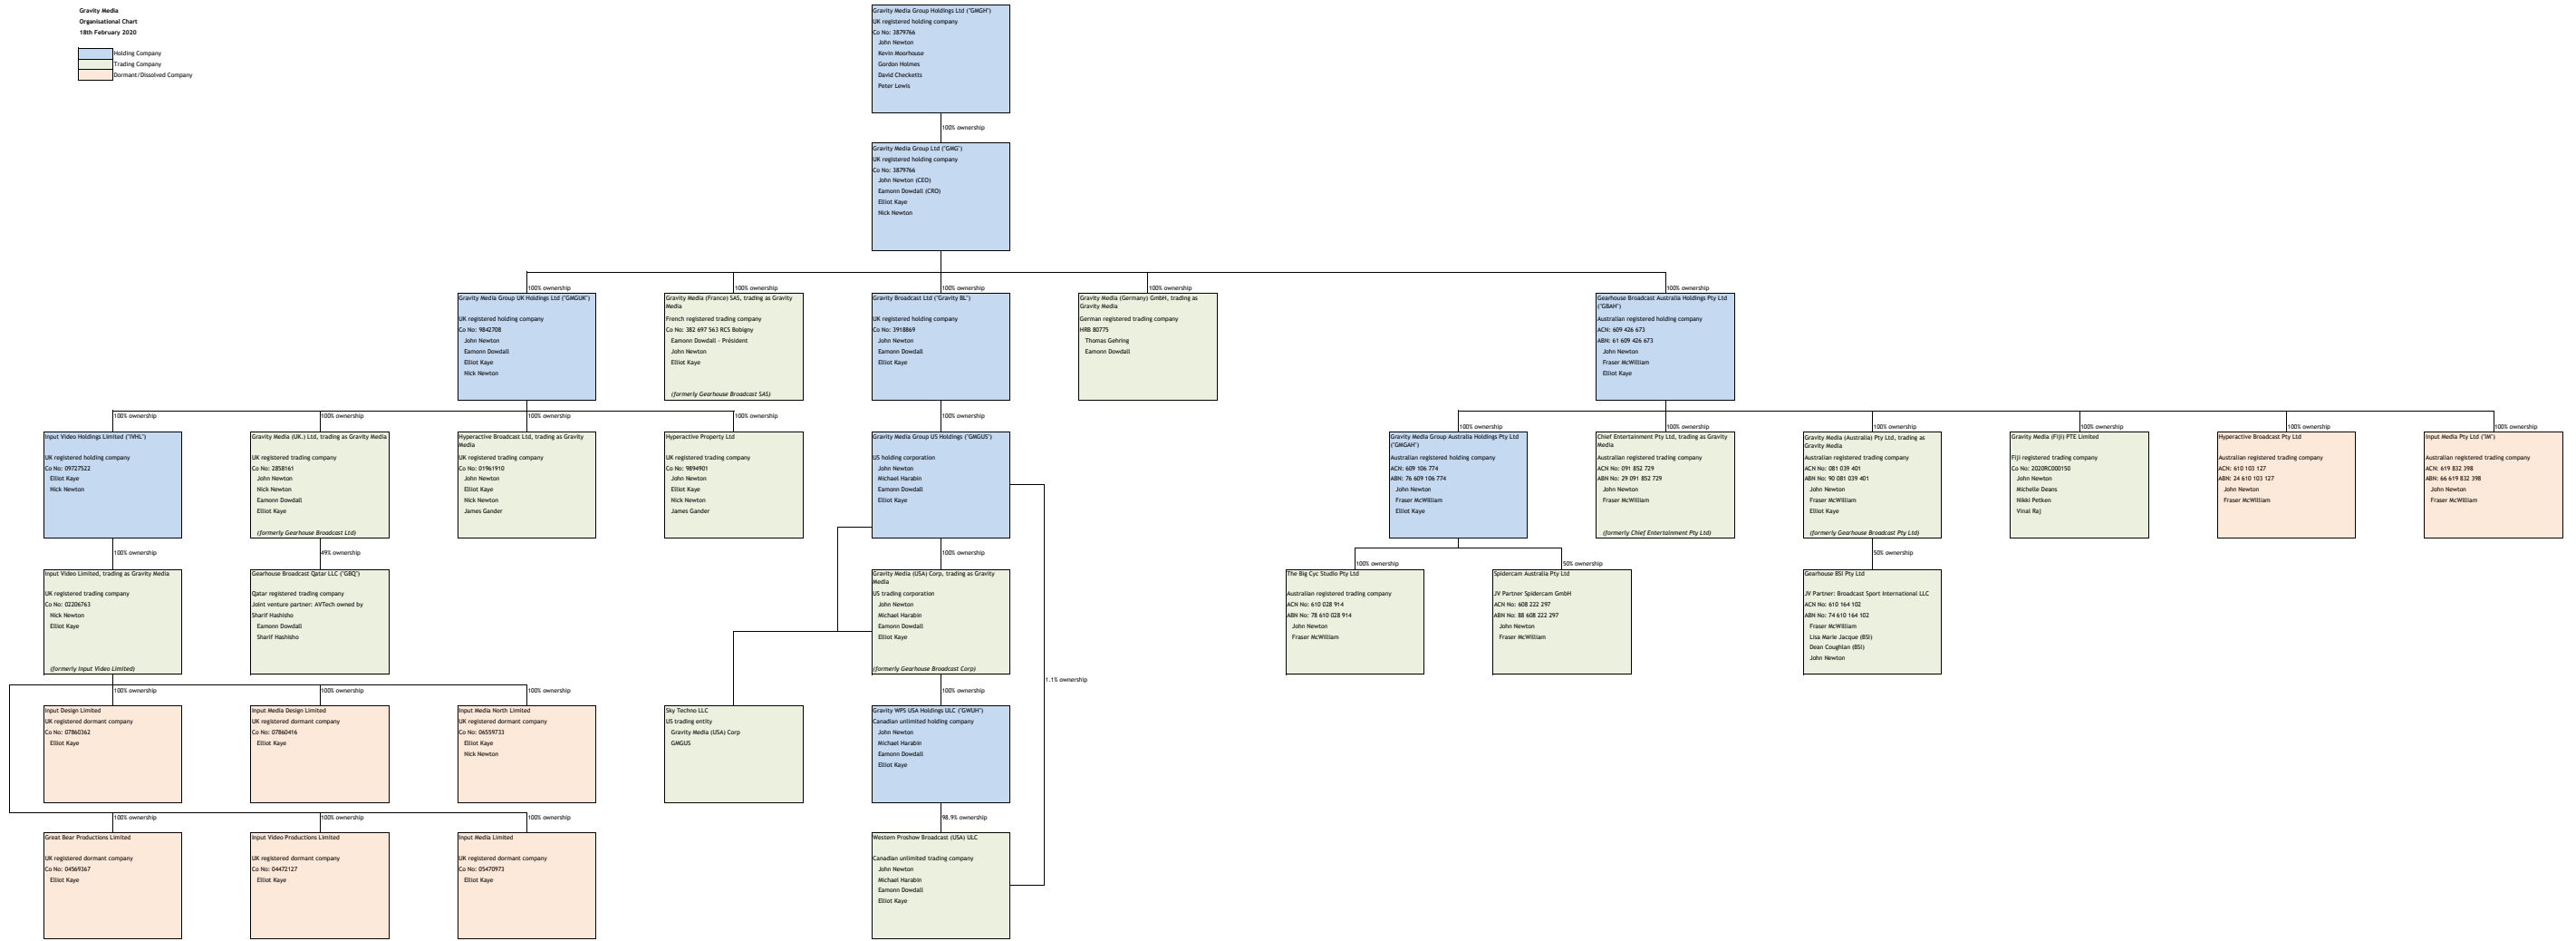 Gravity Media
Organisational Chart
18th February 2020
Holding Company
Trading Company
Dormant/Dissolved Company
Gravity Media Group Holdings Ltd ("GMGH")
UK registered holding company
Co No: 3879766
John Newton
Kevin Moorhouse
Gordon Holmes
David Checketts
Peter Lewis
100% ownership
Gravity Media Group Ltd ("GMG")
UK registered holding company
Co No: 3879766
John Newton (CEO)
Eamonn Dowdall (CRO)
Elliot Kaye
Nick Newton
100% ownership
Gravity Media Group UK Holdings Ltd ("GMGUK")
UK registered holding company
Co No: 9842708
John Newton
Eamonn Dowdall
Elliot Kaye
Nick Newton
100% ownership
Gravity Media (France) SAS, trading as Gravity
Media
French registered trading company
Co No: 382 697 563 RCS Bobigny
Eamonn Dowdall - Président
John Newton
Elliot Kaye
(formerly Gearhouse Broadcast SAS)
100% ownership
Gravity Broadcast Ltd ("Gravity BL")
UK registered holding company
Co No: 3918869
John Newton
Eamonn Dowdall
Elliot Kaye
100% ownership
Gravity Media (Germany) GmbH, trading as
Gravity Media
German registered trading company
HRB 80775
Thomas Gehring
Eamonn Dowdall
100% ownership
Gearhouse Broadcast Australia Holdings Pty Ltd
("GBAH")
Australian registered holding company
ACN: 609 426 673
ABN: 61 609 426 673
John Newton
Fraser McWilliam
Elliot Kaye
100% ownership
Input Video Holdings Limited ("IVHL")
UK registered holding company
Co No: 09727522
Elliot Kaye
Nick Newton
100% ownership
Gravity Media (UK.) Ltd, trading as Gravity Media
UK registered trading company
Co No: 2858161
John Newton
Nick Newton
Eamonn Dowdall
Elliot Kaye
(formerly Gearhouse Broadcast Ltd)
100% ownership
Hyperactive Broadcast Ltd, trading as Gravity
Media
UK registered trading company
Co No: 01961910
John Newton
Elliot Kaye
Nick Newton
James Gander
100% ownership
Hyperactive Property Ltd
UK registered trading company
Co No: 9894901
John Newton
Elliot Kaye
Nick Newton
James Gander
100% ownership
Gravity Media Group US Holdings ("GMGUS")
US holding corporation
John Newton
Michael Harabin
Eamonn Dowdall
Elliot Kaye
100% ownership
Gravity Media Group Australia Holdings Pty Ltd
("GMGAH")
Australian registered holding company
ACN: 609 106 774
ABN: 76 609 106 774
John Newton
Fraser McWilliam
Elliot Kaye
100% ownership
Chief Entertainment Pty Ltd, trading as Gravity
Media
Australian registered trading company
ACN No: 091 852 729
ABN No: 29 091 852 729
John Newton
Fraser McWilliam
(formerly Chief Entertainment Pty Ltd)
100% ownership
Gravity Media (Australia) Pty Ltd, trading as
Gravity Media
Australian registered trading company
ACN No: 081 039 401
ABN No: 90 081 039 401
John Newton
Fraser McWilliam
Elliot Kaye
(formerly Gearhouse Broadcast Pty Ltd)
100% ownership
Gravity Media (Fiji) PTE Limited
Fiji registered trading company
Co No: 2020RC000150
John Newton
Michelle Deans
Nikki Petken
Vinal Raj
100% ownership
Hyperactive Broadcast Pty Ltd
Australian registered trading company
ACN: 610 103 127
ABN: 24 610 103 127
John Newton
Fraser McWilliam
100% ownership
Input Media Pty Ltd ("IM")
Australian registered trading company
ACN: 619 832 398
ABN: 66 619 832 398
John Newton
Fraser McWilliam
100% ownership
Input Video Limited, trading as Gravity Media
UK registered trading company
Co No: 02206763
Nick Newton
Elliot Kaye
(formerly Input Video Limited)
49% ownership
Gearhouse Broadcast Qatar LLC ("GBQ")
Qatar registered trading company
Joint venture partner: AVTech owned by
Sharif Hashisho
Eamonn Dowdall
Sharif Hashisho
100% ownership
Gravity Media (USA) Corp, trading as Gravity
Media
US trading corporation
John Newton
Michael Harabin
Eamonn Dowdall
Elliot Kaye
(formerly Gearhouse Broadcast Corp)
100% ownership
The Big Cyc Studio Pty Ltd
Australian registered trading company
ACN No: 610 028 914
ABN No: 78 610 028 914
John Newton
Fraser McWilliam
50% ownership
Spidercam Australia Pty Ltd
JV Partner Spidercam GmbH
ACN No: 608 222 297
ABN No: 88 608 222 297
John Newton
Fraser McWilliam
50% ownership
Gearhouse BSI Pty Ltd
JV Partner: Broadcast Sport International LLC
ACN No: 610 164 102
ABN No: 74 610 164 102
Fraser McWilliam
Lisa Marie Jacque (BSI)
Dean Coughlan (BSI)
John Newton
1.1% ownership
100% ownership
Input Design Limited
UK registered dormant company
Co No: 07860362
Elliot Kaye
100% ownership
Input Media Design Limited
UK registered dormant company
Co No: 07860416
Elliot Kaye
100% ownership
Input Media North Limited
UK registered dormant company
Co No: 06559733
Elliot Kaye
Nick Newton
Sky Techno LLC
US trading entity
Gravity Media (USA) Corp
GMGUS
100% ownership
Gravity WPS USA Holdings ULC ("GWUH")
Canadian unlimited holding company
John Newton
Michael Harabin
Eamonn Dowdall
Elliot Kaye
100% ownership
Great Bear Productions Limited
UK registered dormant company
Co No: 04569367
Elliot Kaye
100% ownership
Input Video Productions Limited
UK registered dormant company
Co No: 04472127
Elliot Kaye
100% ownership
Input Media Limited
UK registered dormant company
Co No: 05470973
Elliot Kaye
98.9% ownership
Western Proshow Broadcast (USA) ULC
Canadian unlimited trading company
John Newton
Michael Harabin
Eamonn Dowdall
Elliot Kaye